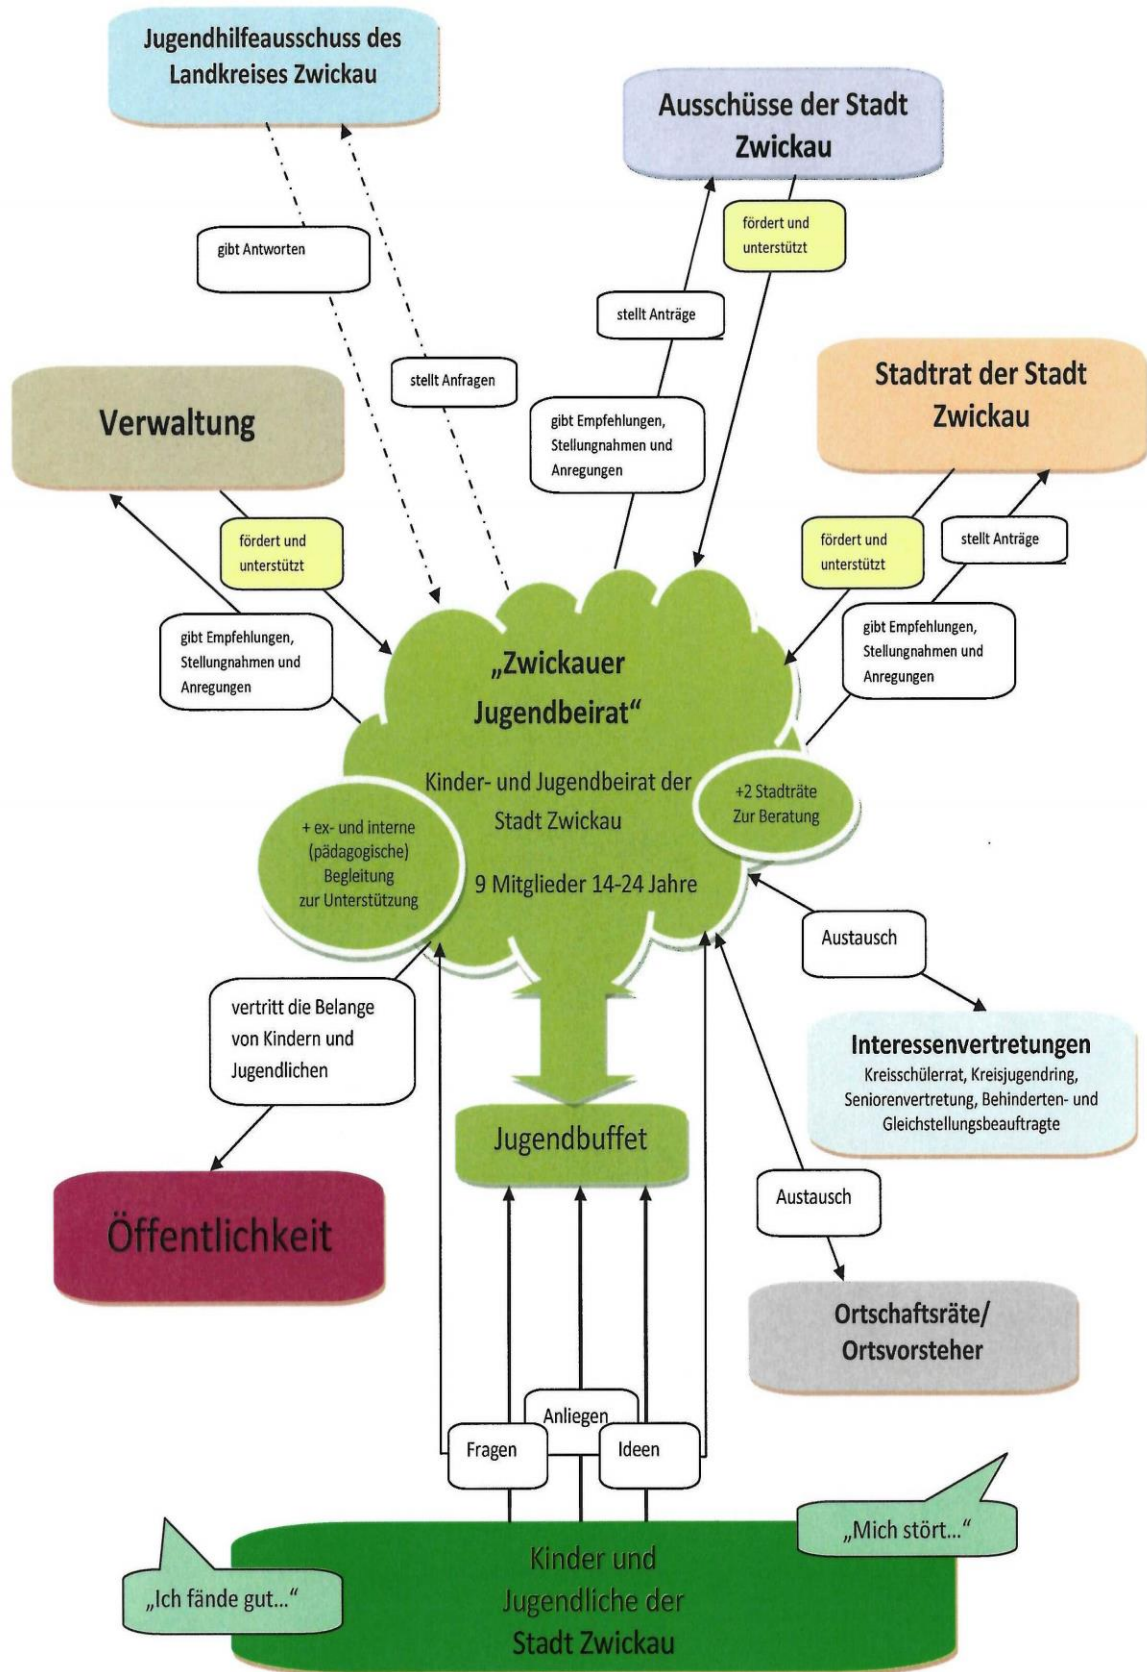 Jugendhilfeausschuss des
Landkreises Zwickau
Ausschüsse der Stadt
Zwickau
fördert und
unterstützt
gibt Antworten
stellt Anträge
stellt Anfragen
Stadtrat der Stadt
Zwickau
Verwaltung
gibt Empfehlungen,
Stellungnahmen und
Anregungen
fördert und
unterstützt
fördert und
unterstützt
stellt Anträge
gibt Empfehlungen,
Stellungnahmen und
Anregungen
gibt Empfehlungen,
Stellungnahmen und
Anregungen
„Zwickauer
Jugendbeirat“
Kinder- und Jugendbeirat der
Stadt Zwickau
9 Mitglieder 14-24 Jahre
+2 Stadträte
Zur Beratung
+ ex- und interne
(pädagogische)
Begleitung
zur Unterstützung
Austausch
vertritt die Belange
von Kindern und
Jugendlichen
Interessenvertretungen
Kreisschülerrat, Kreisjugendring,
Seniorenvertretung, Behinderten- und
Gleichstellungsbeauftragte
Jugendbuffet
Austausch
Öffentlichkeit
Ortschaftsräte/
Ortsvorsteher
Anliegen
Fragen
Ideen
„Mich stört...“
„Ich fände gut...“
Kinder und
Jugendliche der
Stadt Zwickau